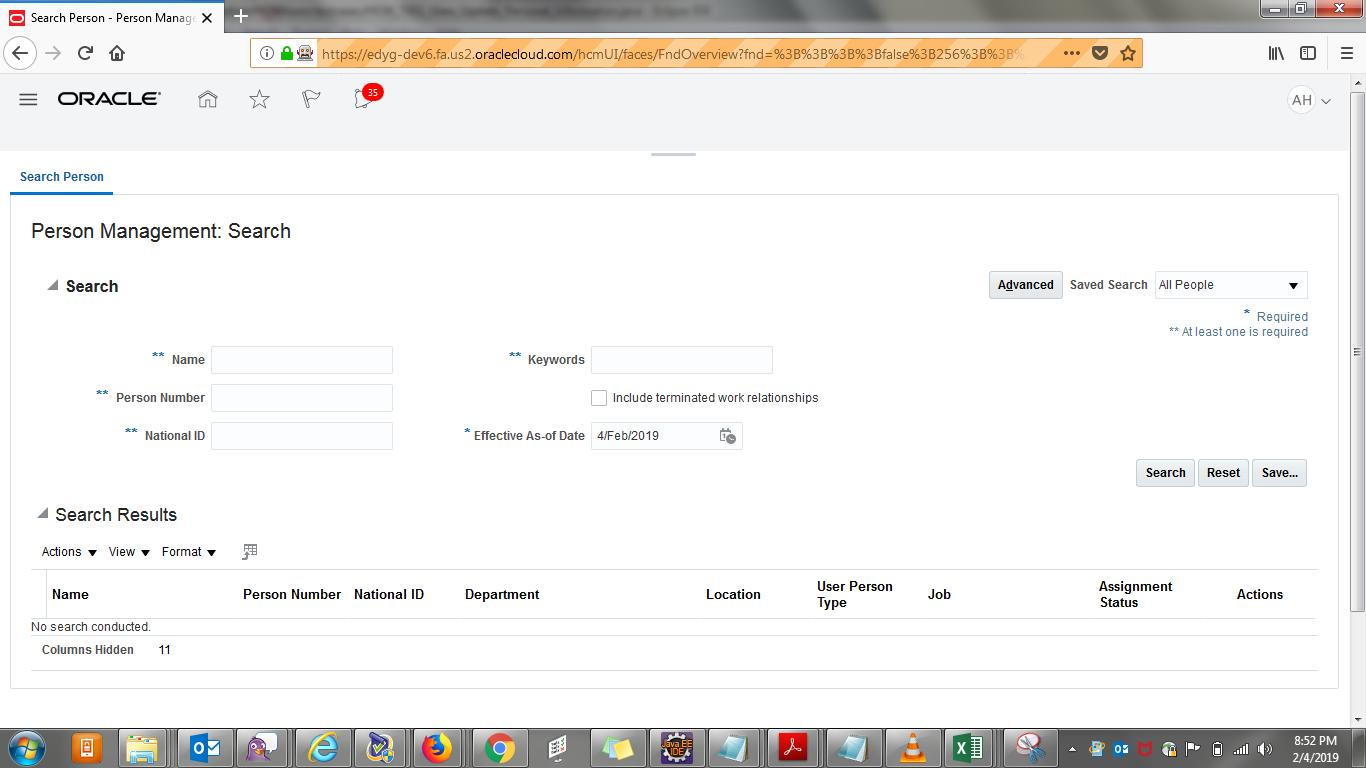 Search Person - Person Manage
https://edyg-dev6.fa.us2.oraclecloud.com/hcmUI/faces/FndOverview?fnd=%3B%3B%3B%3Bfalse%3B256%3B%3B%
ORACLE
35
AH
Search Person
Person Management: Search
Search
Advanced
Saved Search
All People
* Required
** At least one is required
** Name
** Keywords
** Person Number
Include terminated work relationships
** National ID
* Effective As-of Date
4/Feb/2019
Search
Reset
Save...
Search Results
Actions
View
Format
Name
Person Number
National ID
Department
Location
User Person Type
Job
Assignment Status
Actions
No search conducted.
Columns Hidden 11
Java EE
IDE
8:52 PM
2/4/2019